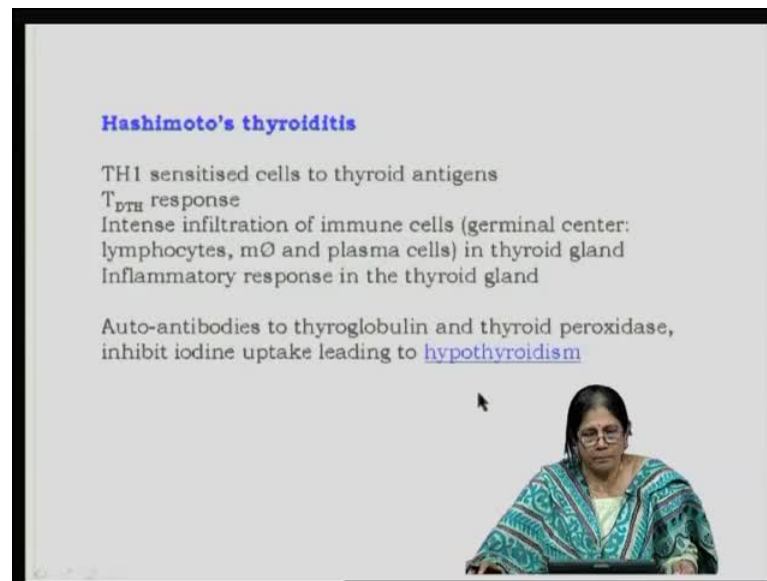 Hashimoto's thyroiditis
TH1 sensitised cells to thyroid antigens
TDTH response
Intense infiltration of immune cells (germinal center:
lymphocytes, mØ and plasma cells) in thyroid gland
Inflammatory response in the thyroid gland
Auto-antibodies to thyroglobulin and thyroid peroxidase,
inhibit iodine uptake leading to hypothyroidism